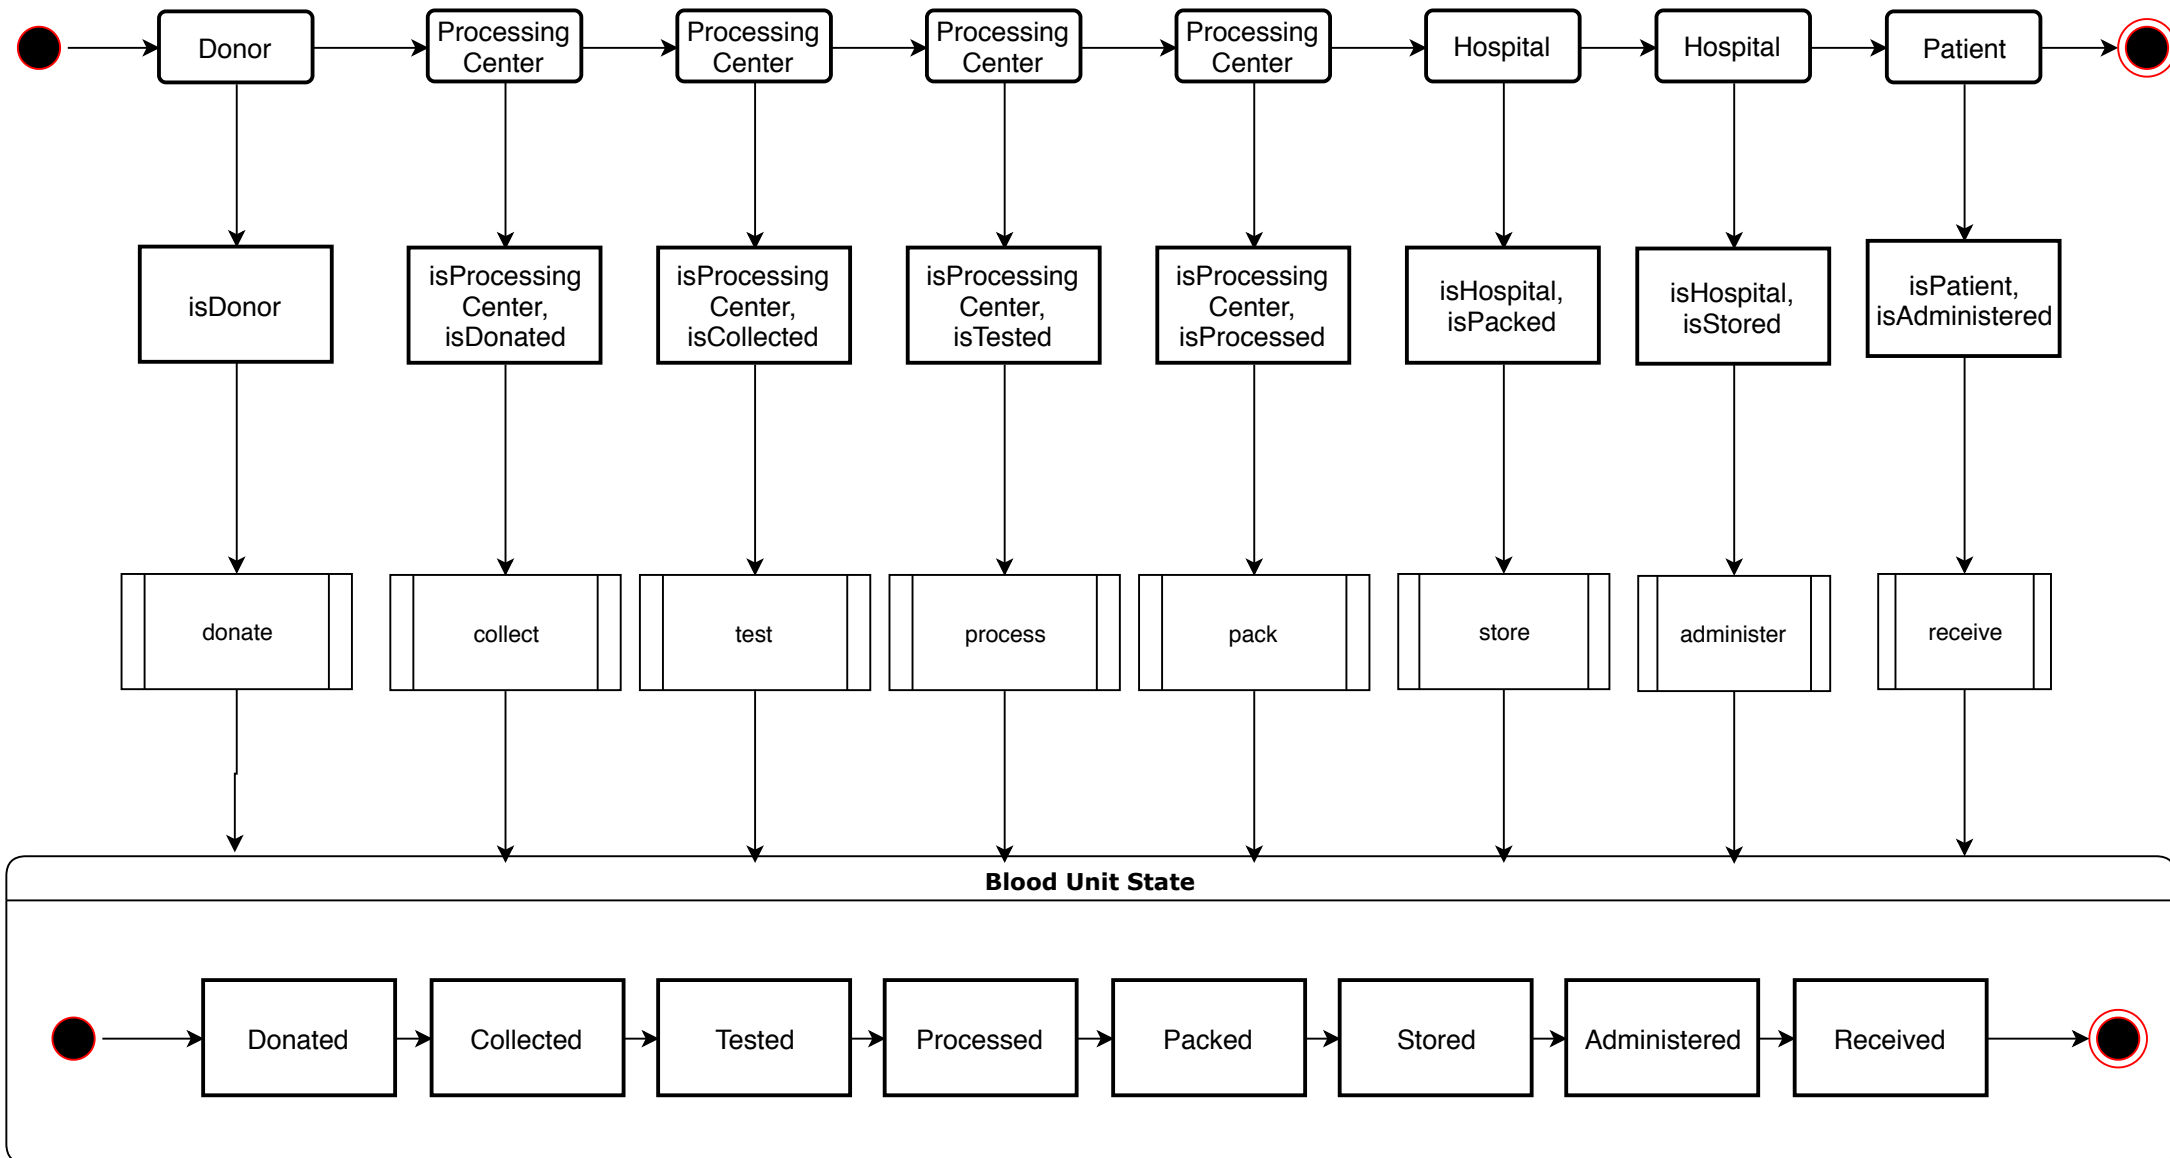 Donor
Processing
Center
Processing
Center
Processing
Center
Processing
Center
Hospital
Hospital
Patient
isDonor
isProcessing
Center,
isDonated
isProcessing
Center,
isCollected
isProcessing
Center,
isTested
isProcessing
Center,
isProcessed
isHospital,
isPacked
isHospital,
isStored
isPatient,
isAdministered
donate
collect
test
process
pack
store
administer
receive
Blood Unit State
Donated
Collected
Tested
Processed
Packed
Stored
Administered
Received